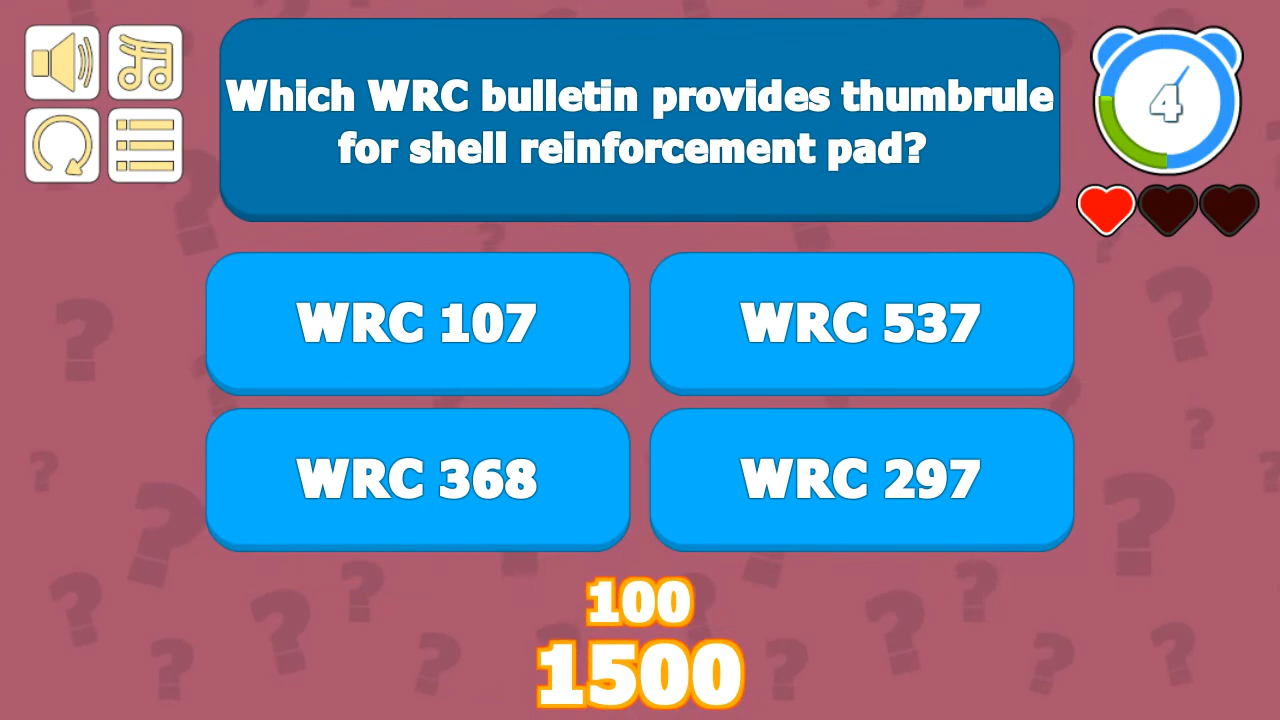 Which WRC bulletin provides thumbrule
for shell reinforcement pad?
4
WRC 107
WRC 537
WRC 368
WRC 297
100
1500